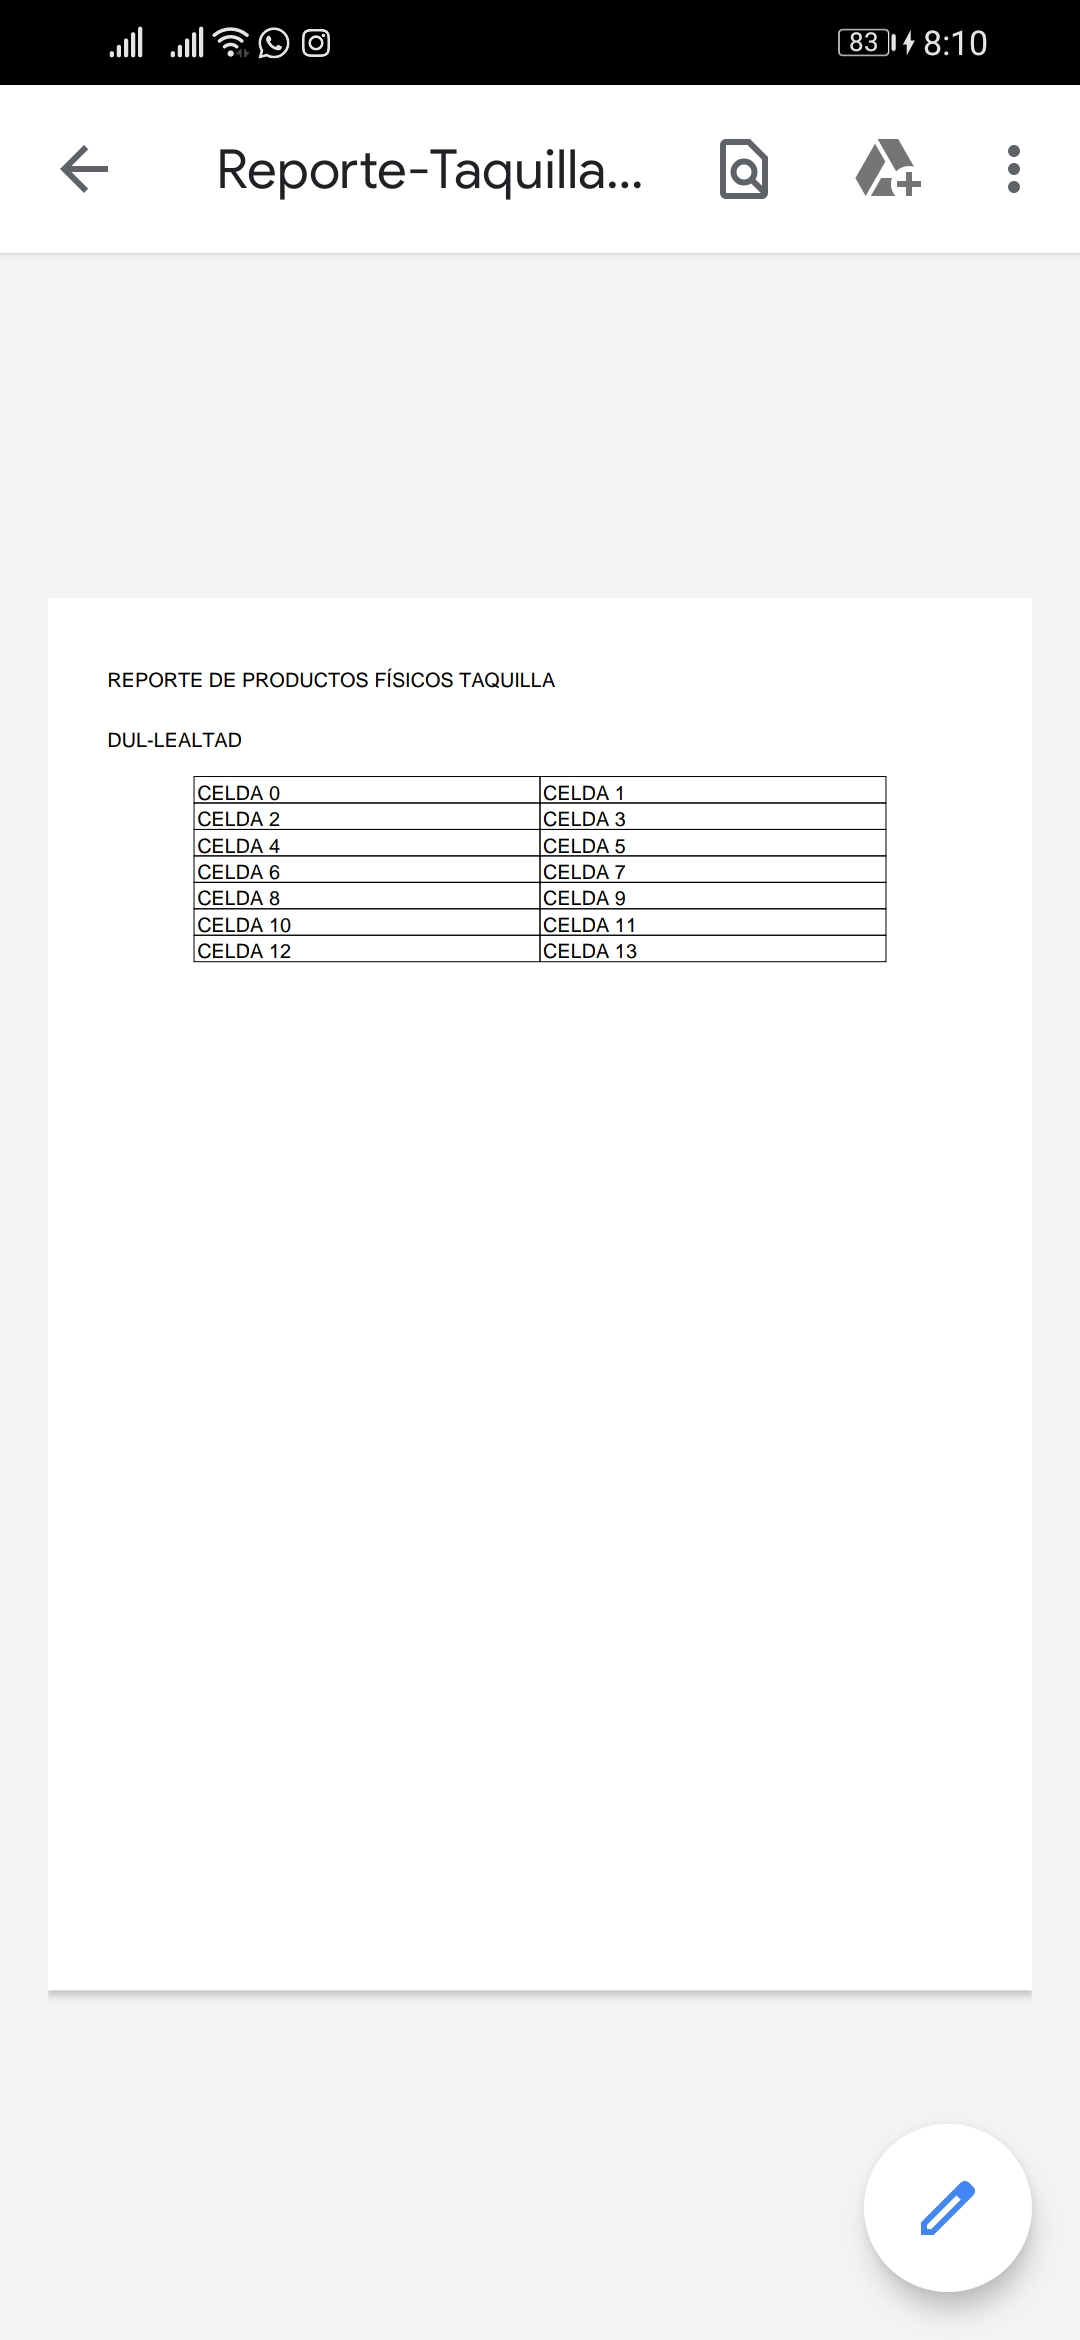 83 8:10
Reporte-Taquilla...
REPORTE DE PRODUCTOS FÍSICOS TAQUILLA
DUL-LEALTAD
CELDA 0 CELDA 1
CELDA 2 CELDA 3
CELDA 4 CELDA 5
CELDA 6 CELDA 7
CELDA 8 CELDA 9
CELDA 10 CELDA 11
CELDA 12 CELDA 13